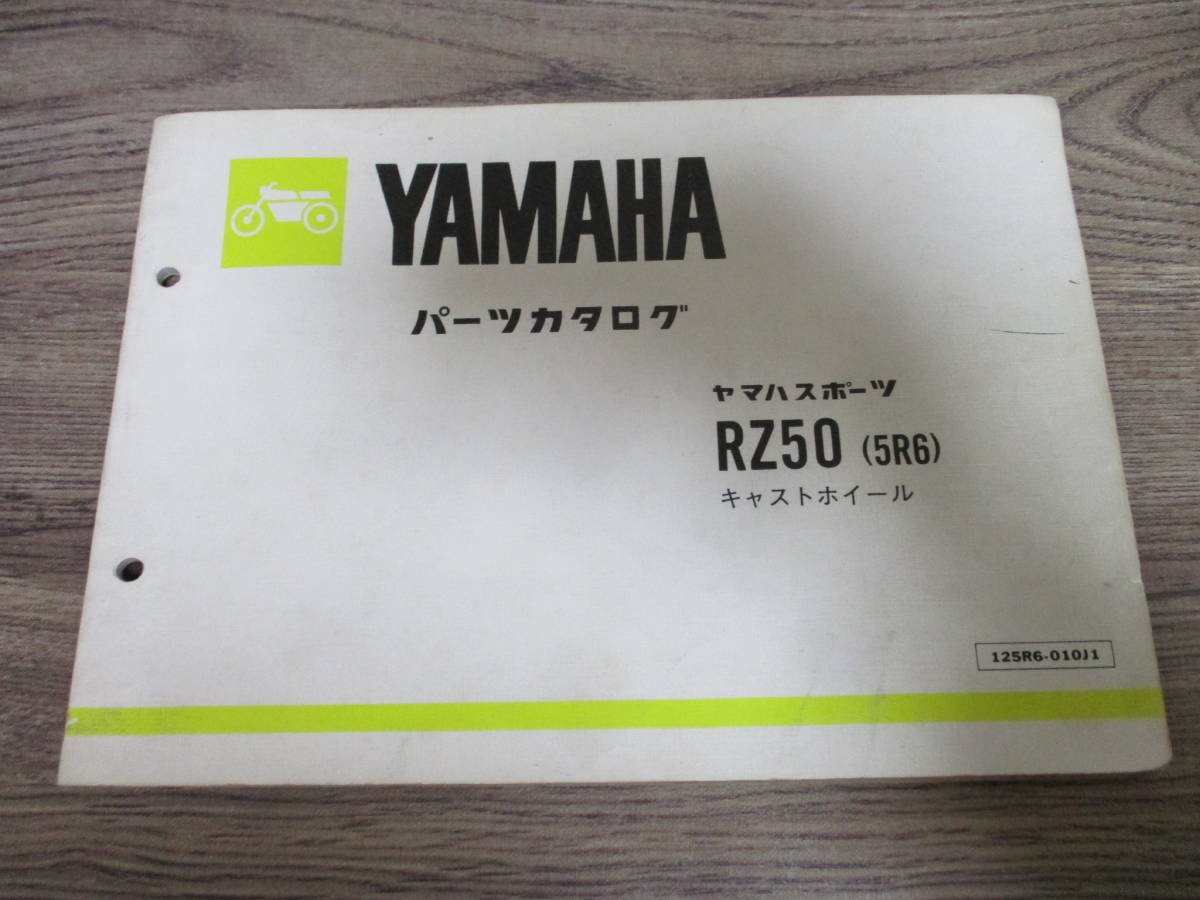 YAMAHA
パーツカタログ
ヤマハスポーツ
RZ50 (5R6)
キャストホイール
125R6-010J1